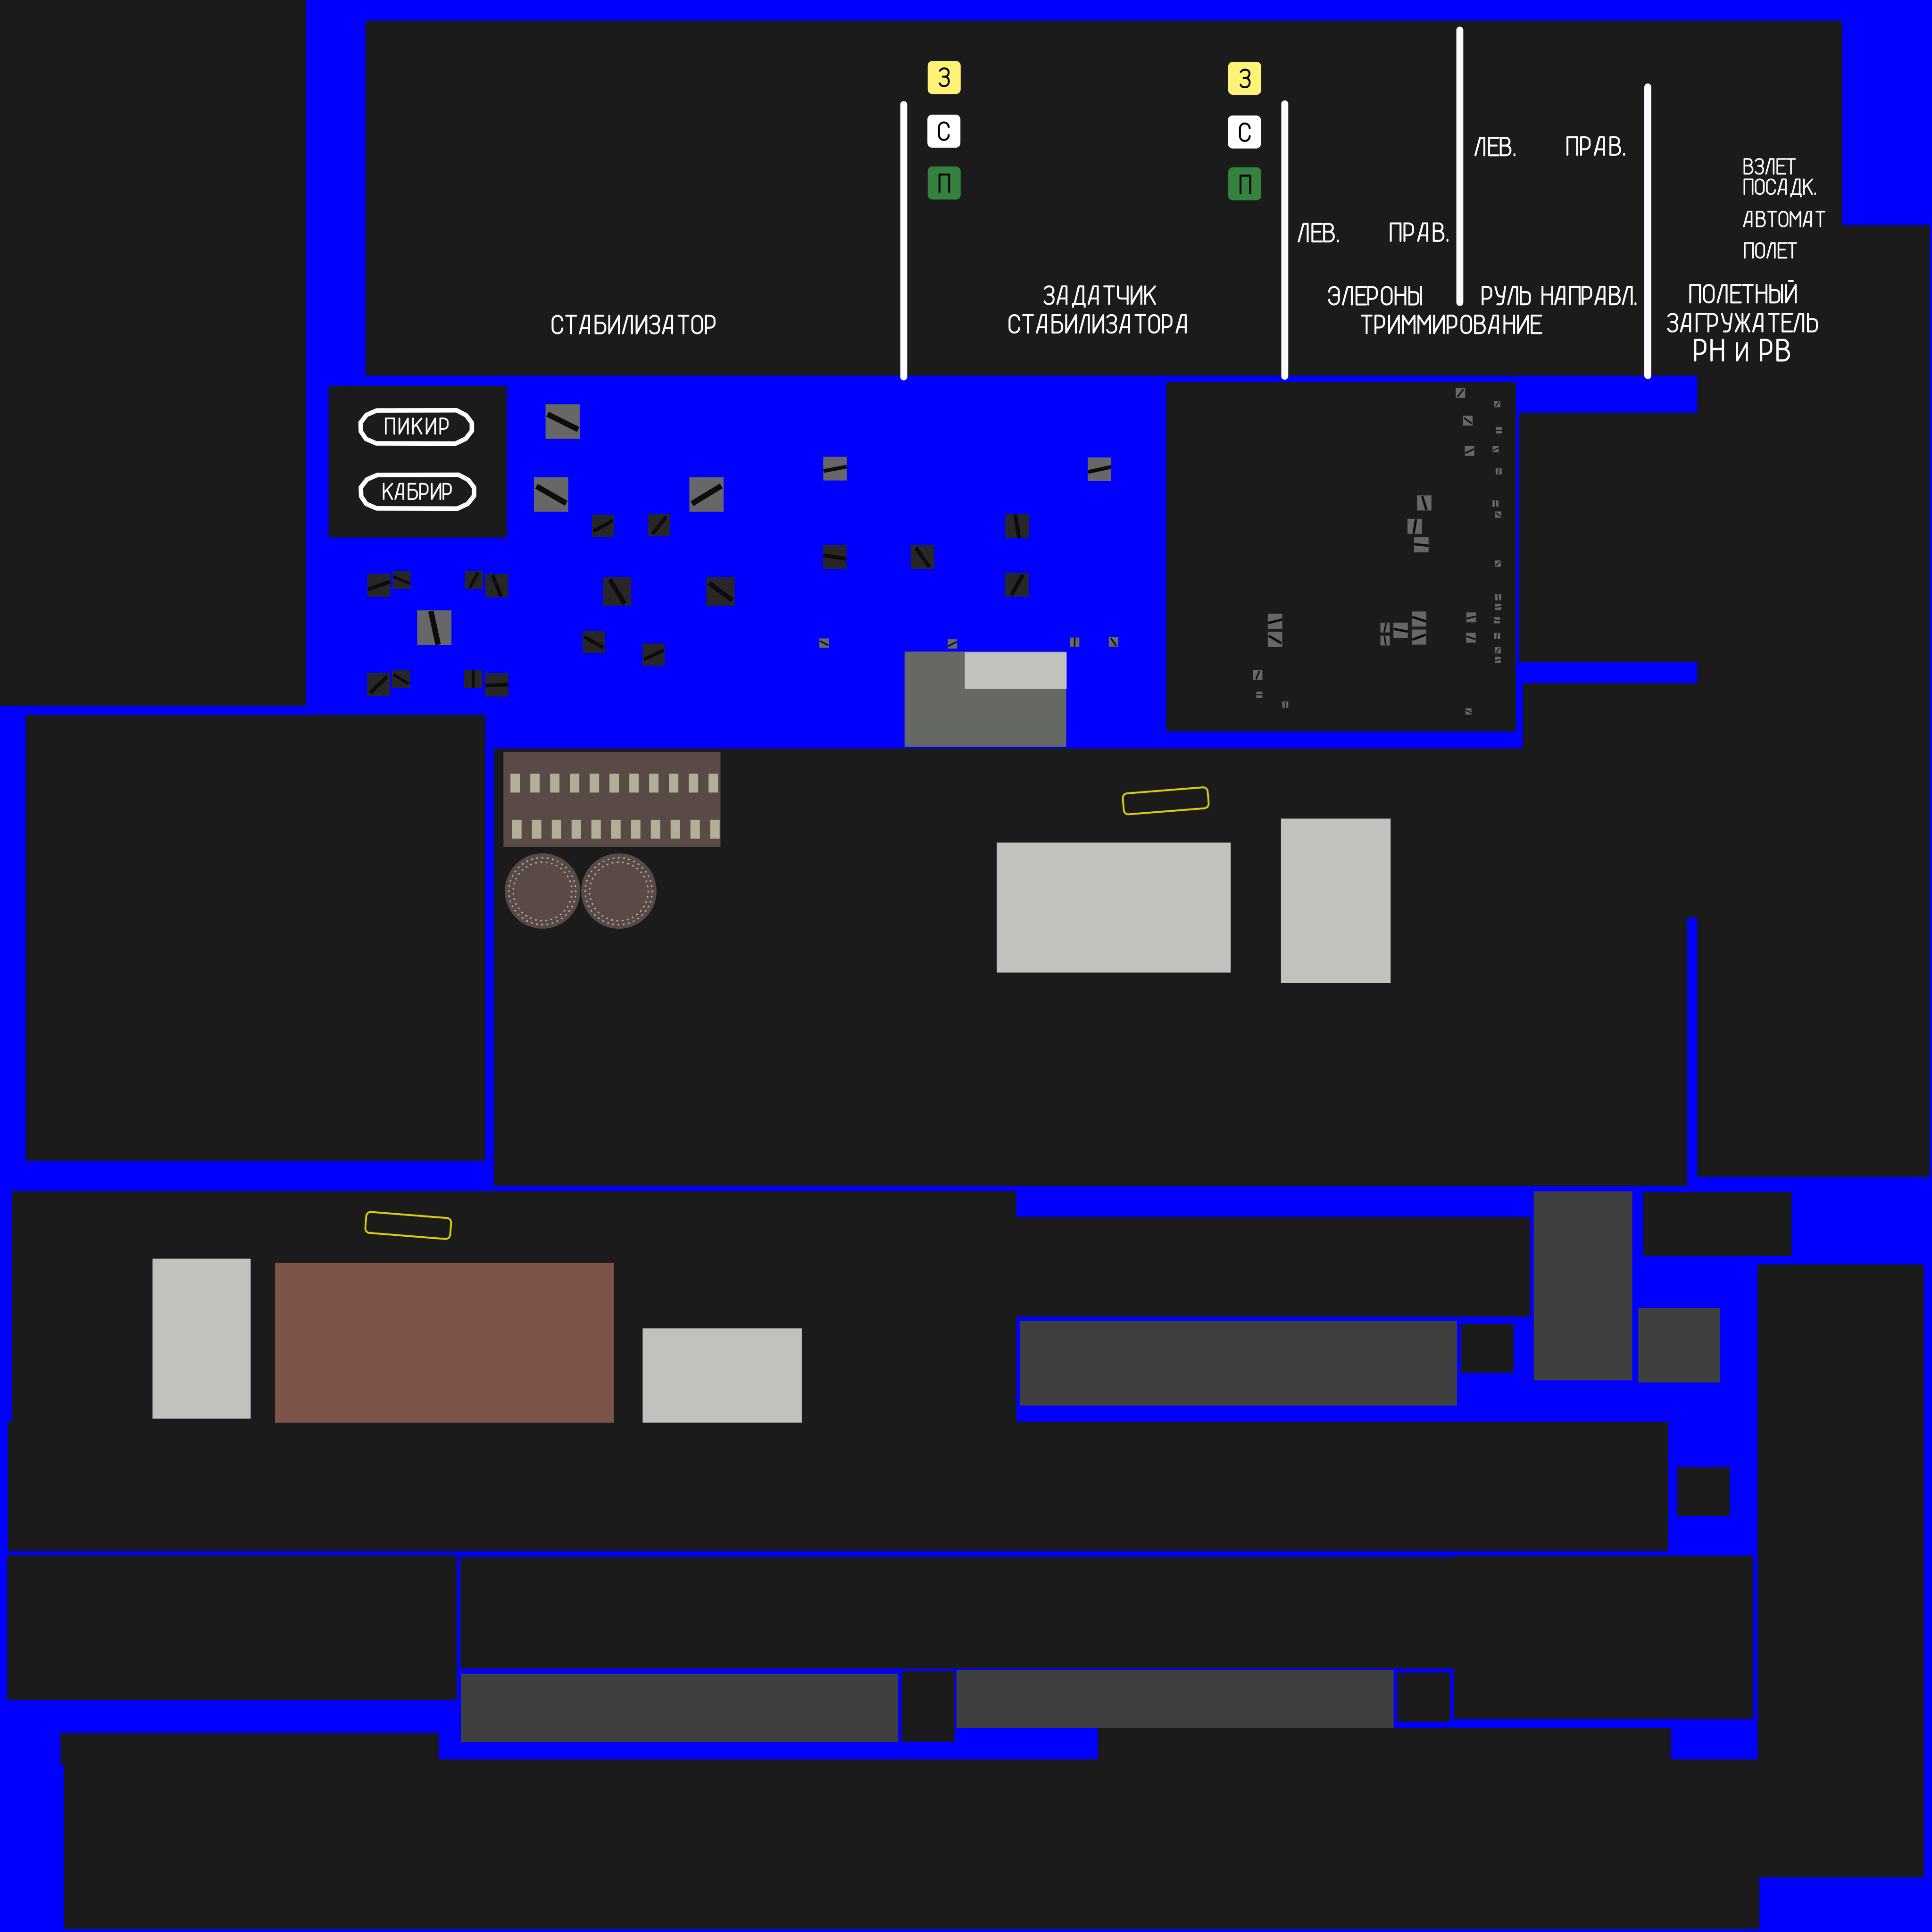 З
З
С
С
П
П
ЛЕВ. ПРАВ.
ВЗЛЕТ
ПОСАДК.
АВТОМАТ
ПОЛЕТ
ЛЕВ. ПРАВ.
СТАБИЛИЗАТОР
ЗАДАТЧИК
СТАБИЛИЗАТОРА
ЭЛЕРОНЫ
РУЛЬ НАПРАВЛ.
ТРИММИРОВАНИЕ
ПОЛЕТНЫЙ
ЗАГРУЖАТЕЛЬ
РН и РВ
ПИКИР
КАБРИР